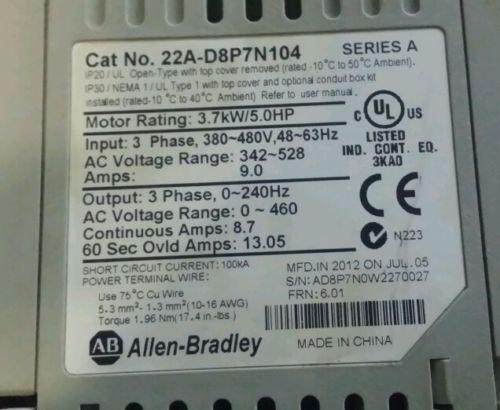 Cat No. 22A-D8P7N104 SERIES A
IP20 / UL Open-Type with top cover removed (rated -10°C to 50°C Ambient).
IP30 / NEMA 1 / UL Type 1 with top cover and optional conduit box kit
installed (rated-10°C to 40°C Ambient) Refer to user manual.
Motor Rating: 3.7kW/5.0HP
C UL US
LISTED
IND. CONT. EQ.
3KA0
Input: 3 Phase, 380~480V,48~63Hz
AC Voltage Range: 342~528
Amps: 9.0
Output: 3 Phase, 0~240Hz
AC Voltage Range: 0 ~ 460
Continuous Amps: 8.7
60 Sec Ovld Amps: 13.05
CE
N223
SHORT CIRCUIT CURRENT: 100kA
POWER TERMINAL WIRE:
Use 75°C Cu Wire
5.3 mm²- 1.3 mm²(10-16 AWG)
Torque 1.96 Nm(17.4 in-lbs.)
MFD.IN 2012 ON JUL.05
S/N: AD8P7N0W2270027
FRN: 6.01
AB Allen-Bradley
MADE IN CHINA